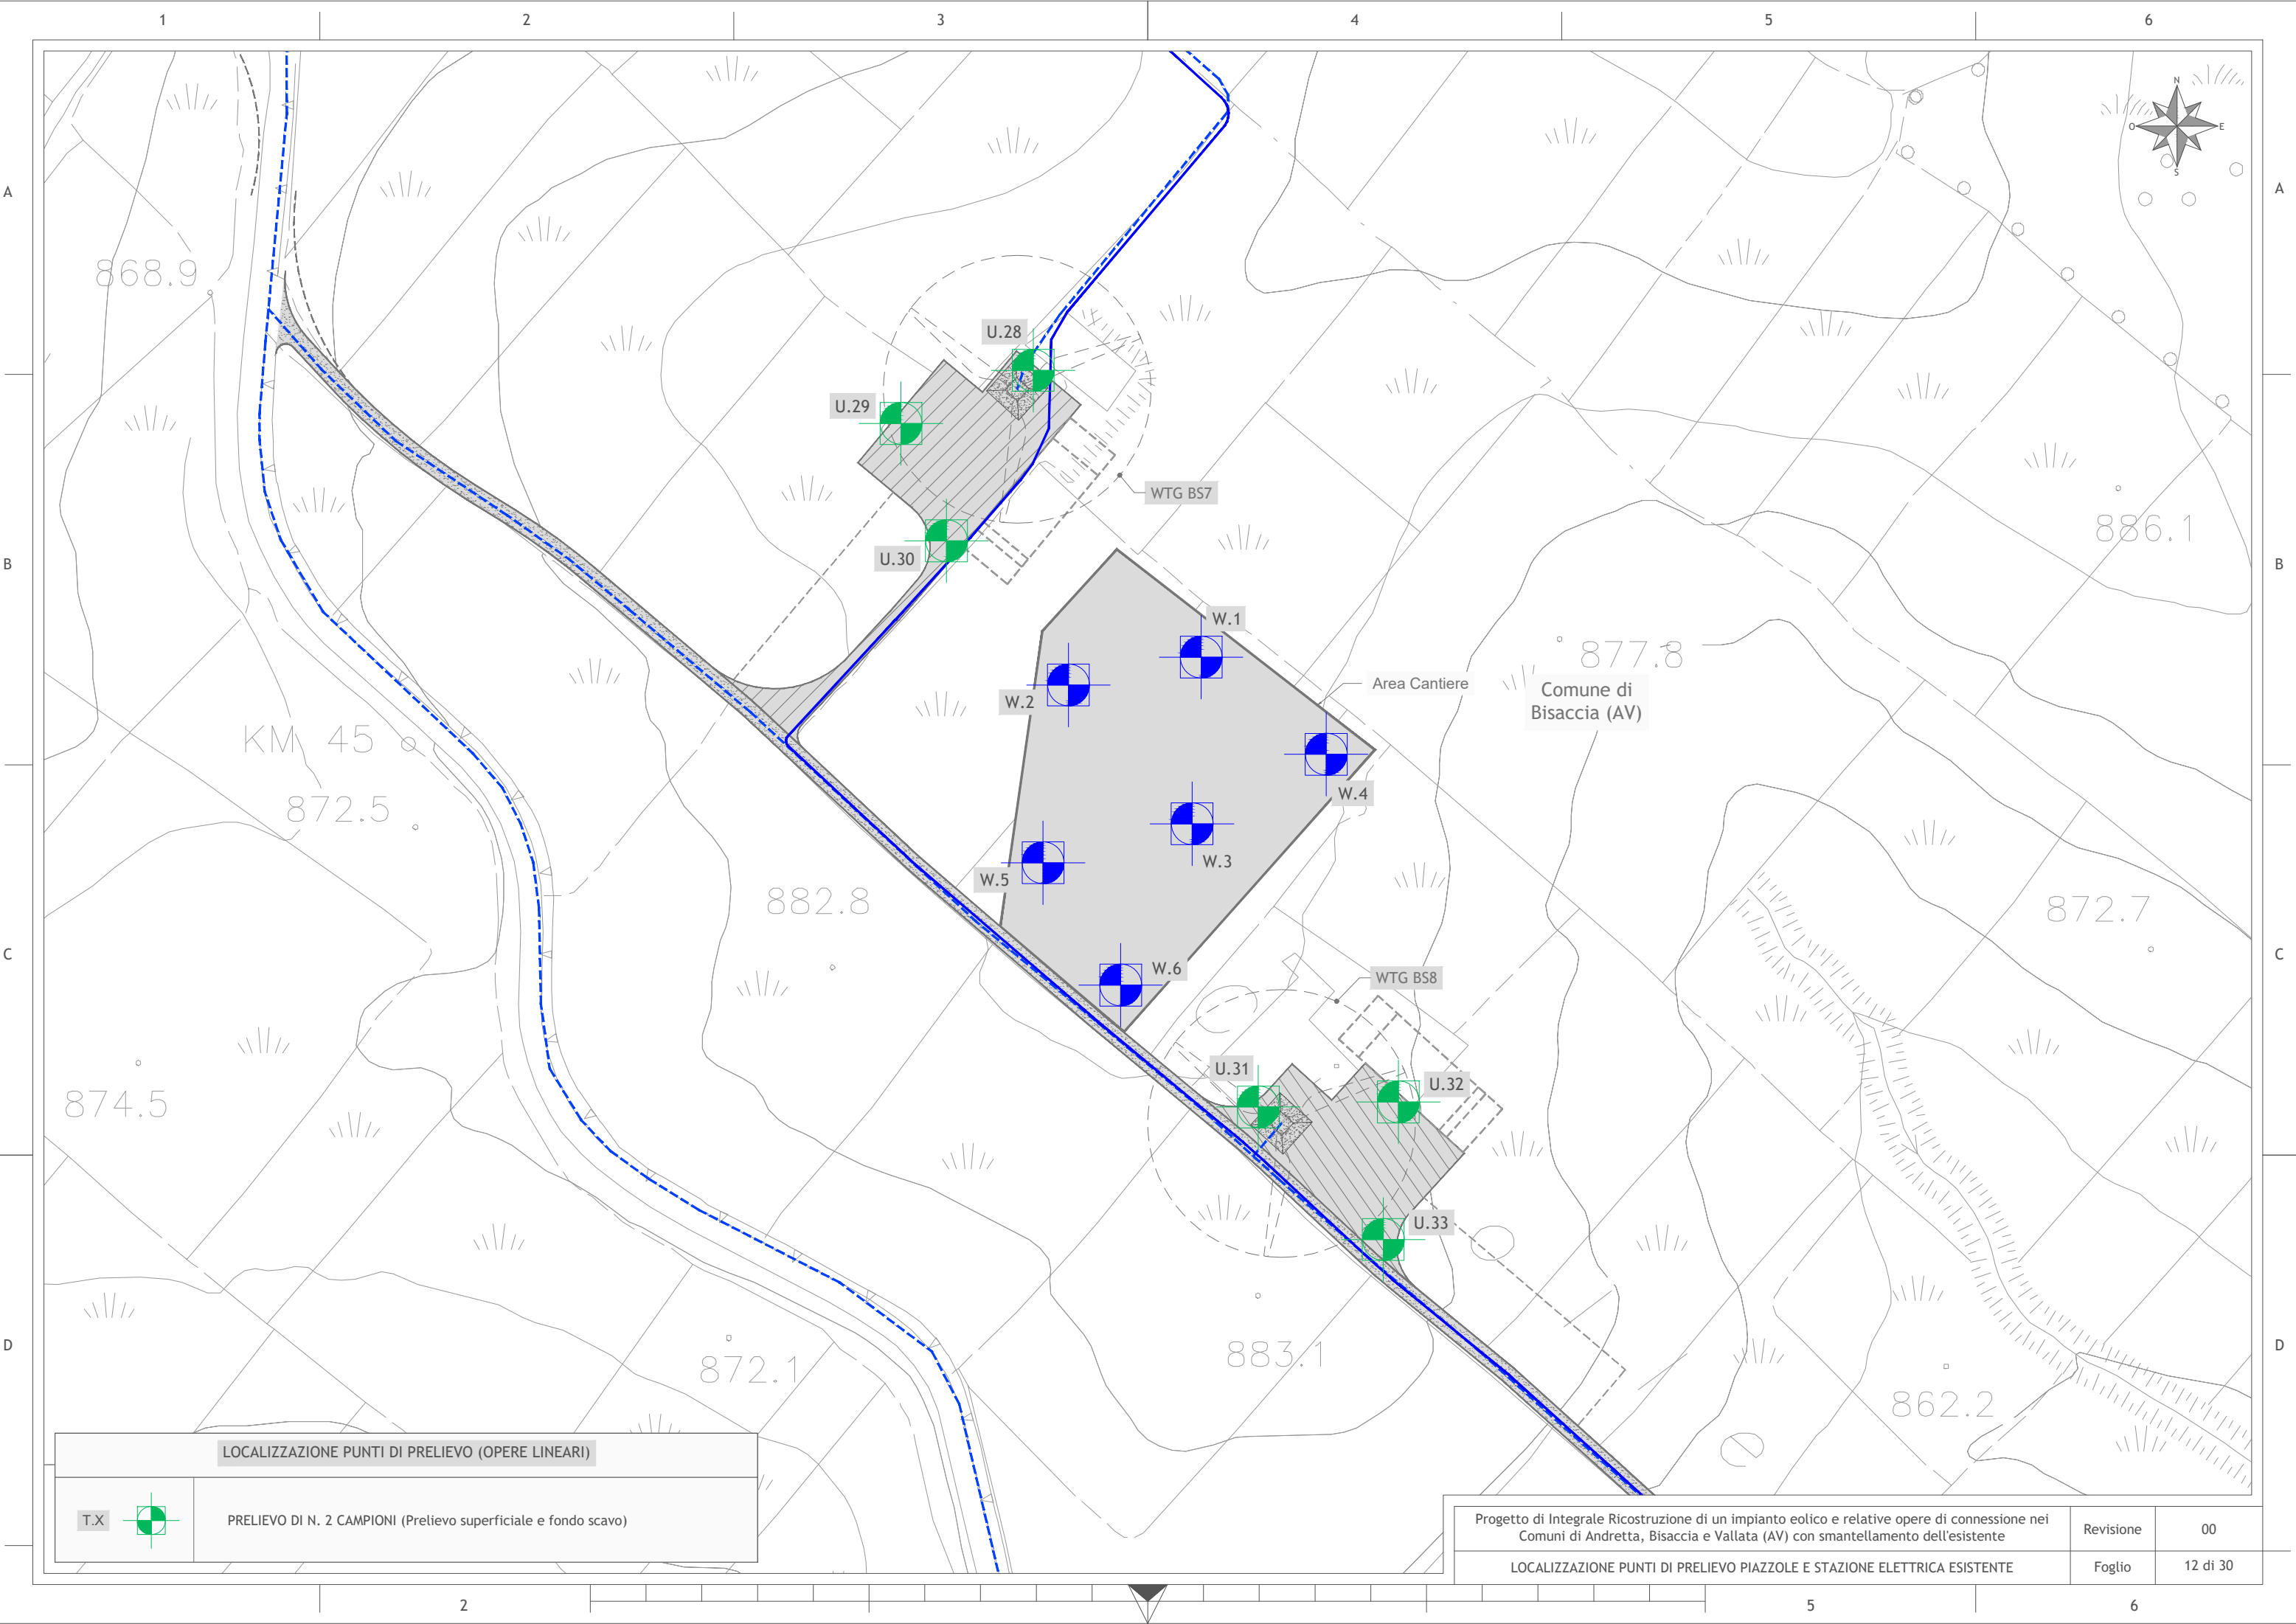 1 2 3 4 5 6
N
O E
S
A A
868.9
U.28
U.29
WTG BS7
886.1
U.30
B B
W.1
877.8
Area Cantiere
Comune di
Bisaccia (AV)
W.2
KM 45
W.4
872.5
W.3
W.5
882.8
872.7
C C
W.6
WTG BS8
U.31
U.32
874.5
U.33
D D
883.1
872.1
862.2
LOCALIZZAZIONE PUNTI DI PRELIEVO (OPERE LINEARI)
T.X PRELIEVO DI N. 2 CAMPIONI (Prelievo superficiale e fondo scavo)
Progetto di Integrale Ricostruzione di un impianto eolico e relative opere di connessione nei
Comuni di Andretta, Bisaccia e Vallata (AV) con smantellamento dell'esistente
Revisione 00
LOCALIZZAZIONE PUNTI DI PRELIEVO PIAZZOLE E STAZIONE ELETTRICA ESISTENTE
Foglio 12 di 30
2 5 6